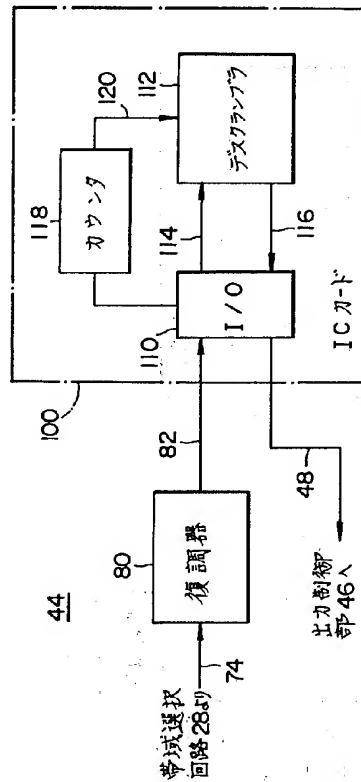 44
帯域選択
回路28より
74
80
復調器
82
100
110
I/O
118
カウンタ
120
112
デスクランブラ
114
116
ICカード
48
出力制御
部46へ